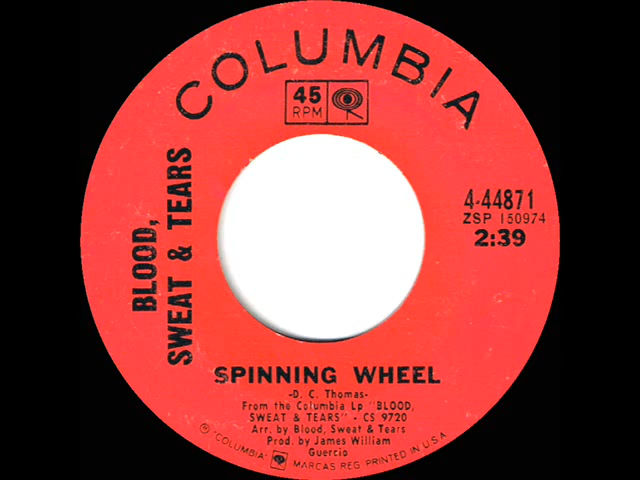 COLUMBIA
45
RPM
BLOOD,
SWEAT & TEARS
4-44871
ZSP 150974
2:39
SPINNING WHEEL
-D. C. Thomas-
From the Columbia Lp "BLOOD,
SWEAT & TEARS" - CS 9720
Arr. by Blood, Sweat & Tears
Prod. by James William
Guercio
℗ "COLUMBIA" MARCAS REG. PRINTED IN U.S.A.